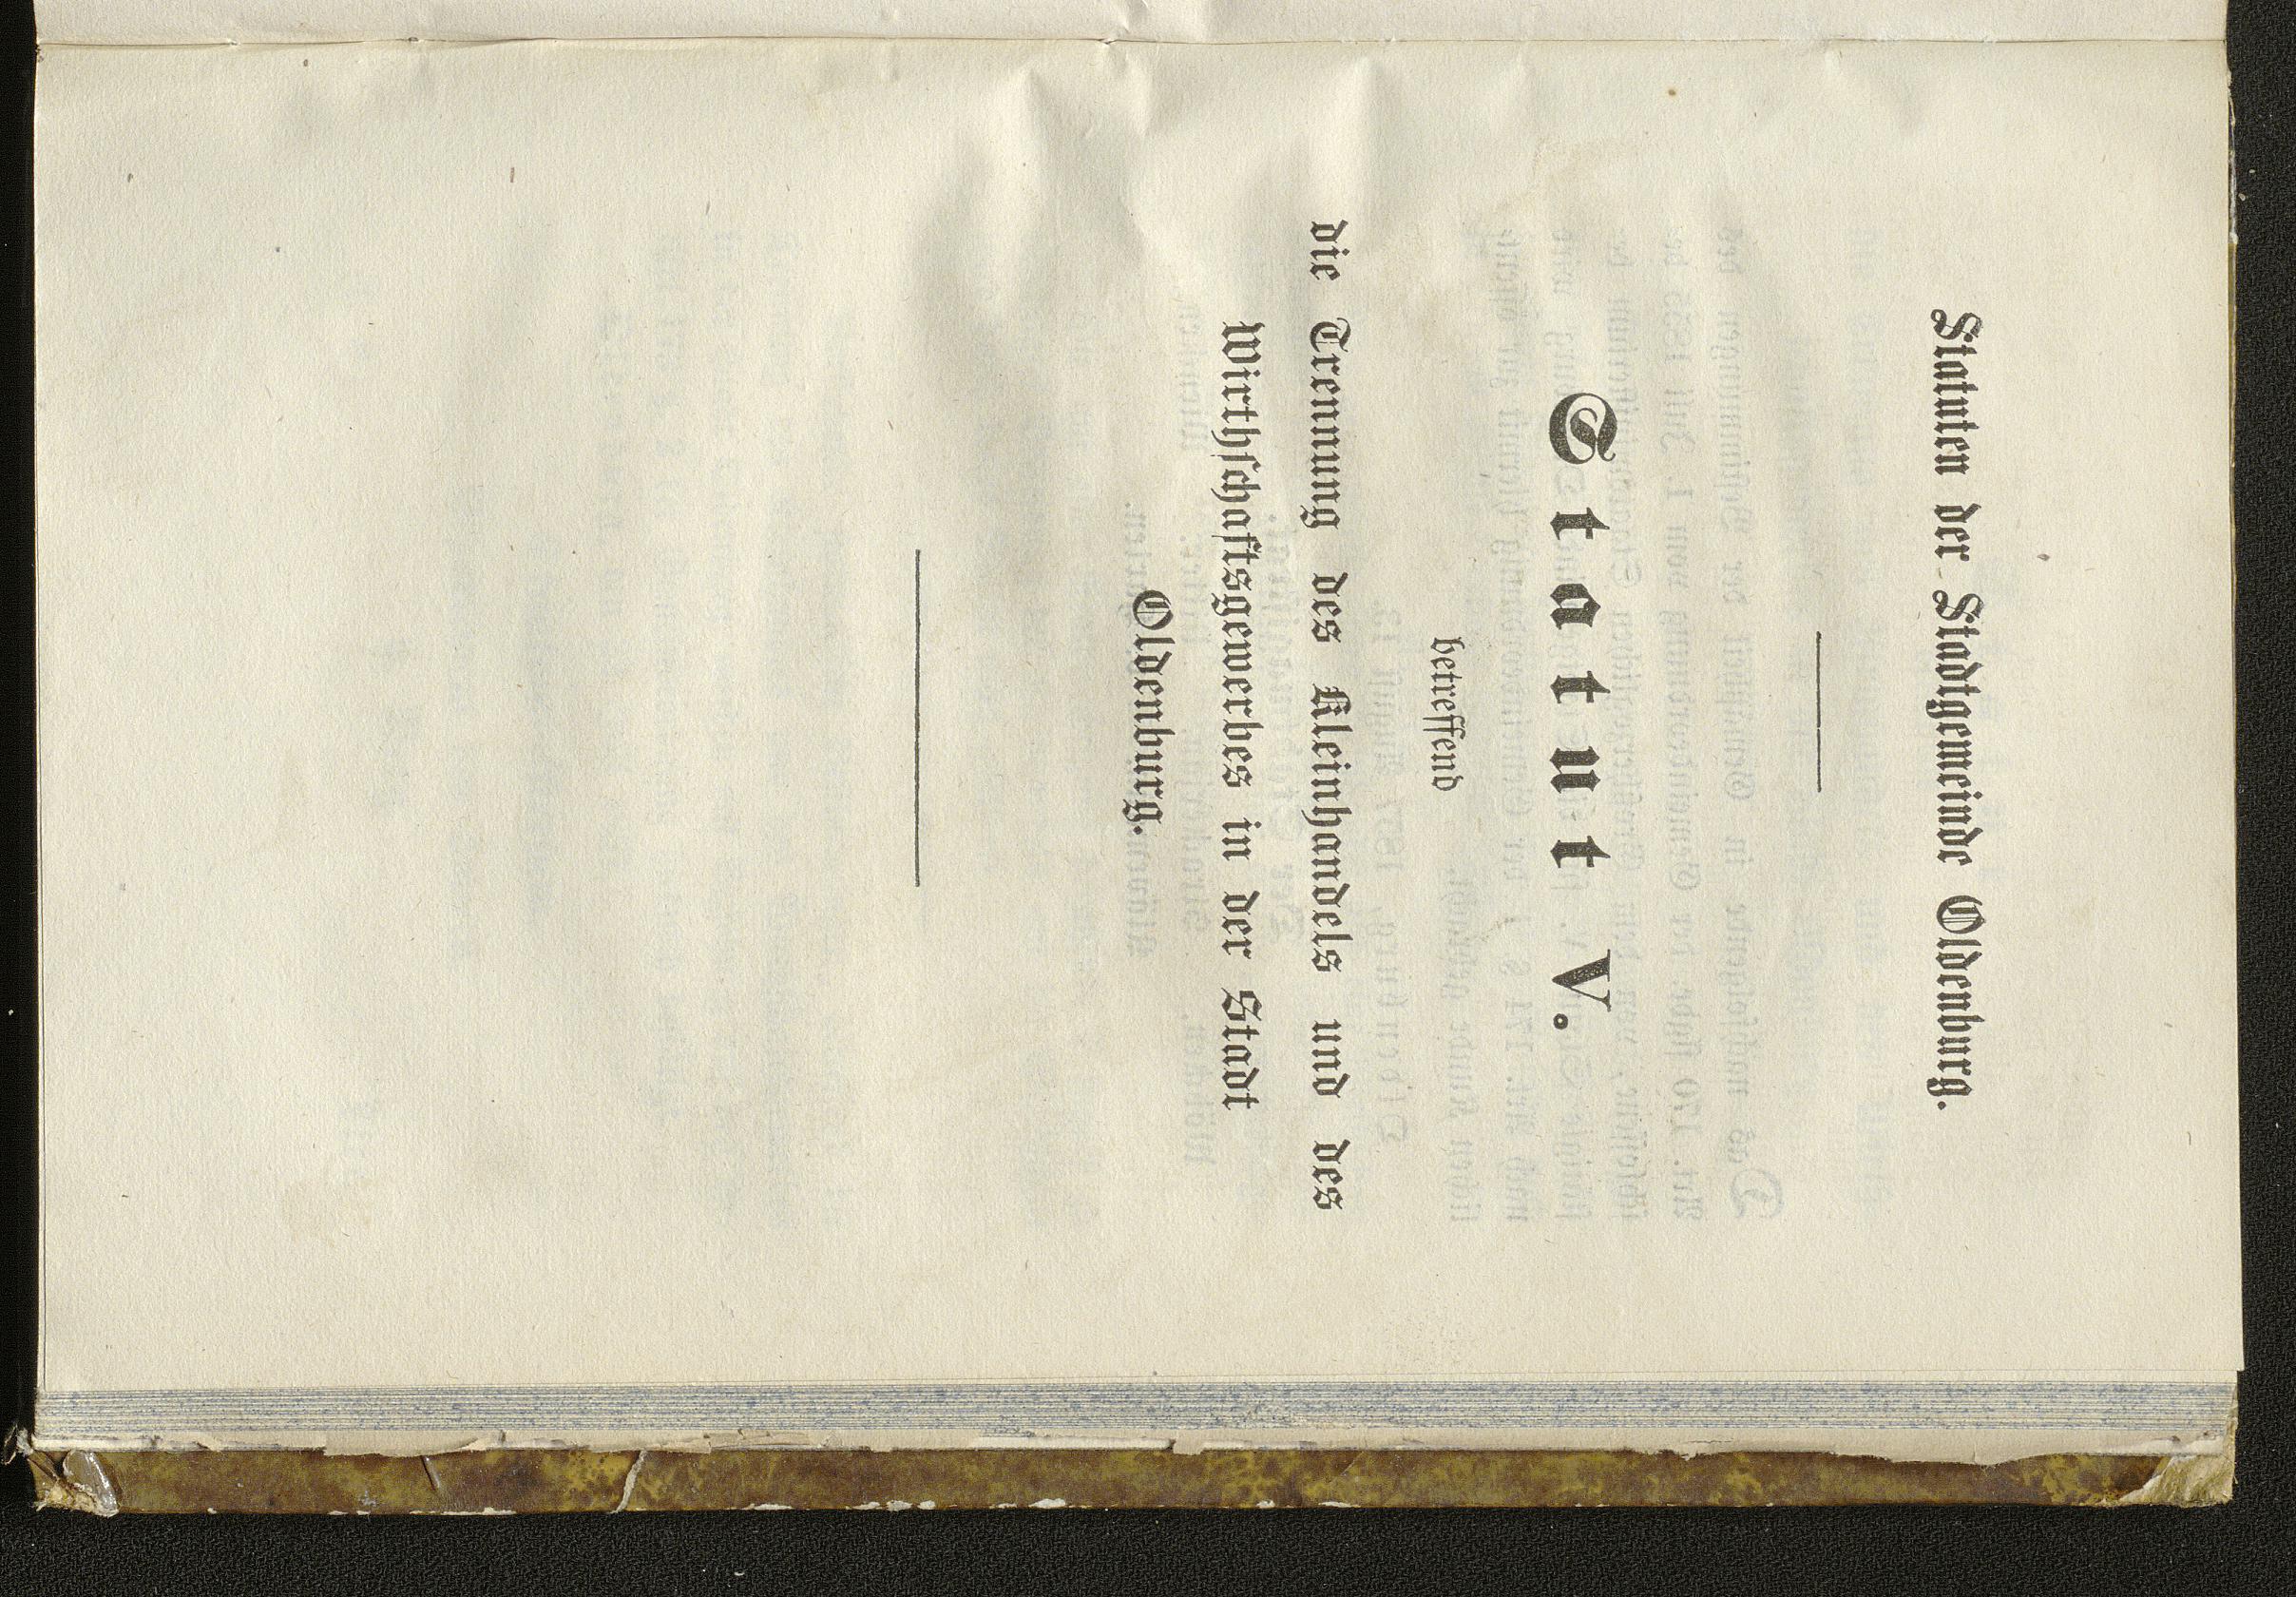 Statuten der Stadtgemeinde Oldenburg.
Statut V.
betreffend
die Trennung des Kleinhandels und des
Wirthschaftsgewerbes in der Stadt
Oldenburg.